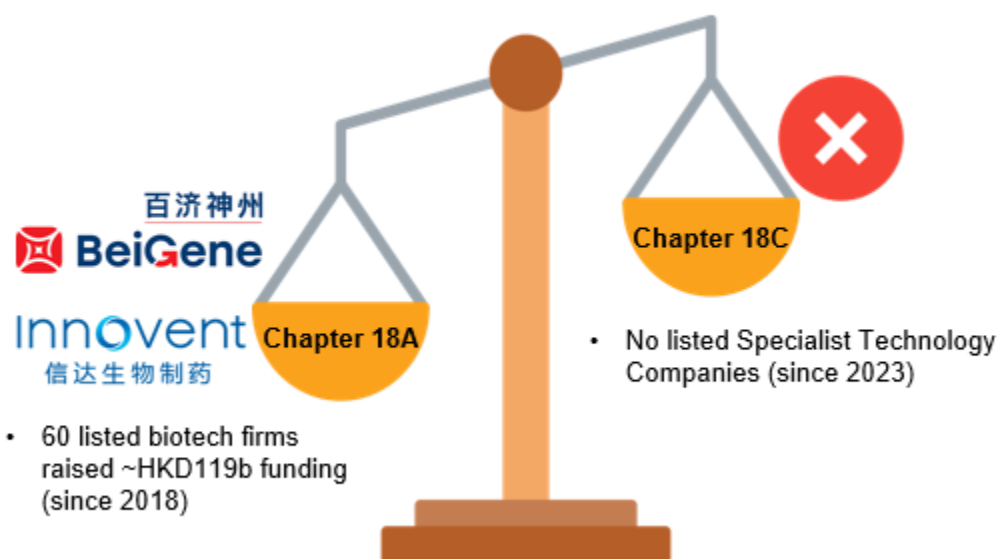 百济神州
BeiGene
Innovent
信达生物制药
Chapter 18A
• 60 listed biotech firms
raised ~HKD119b funding
(since 2018)
Chapter 18C
• No listed Specialist Technology
Companies (since 2023)